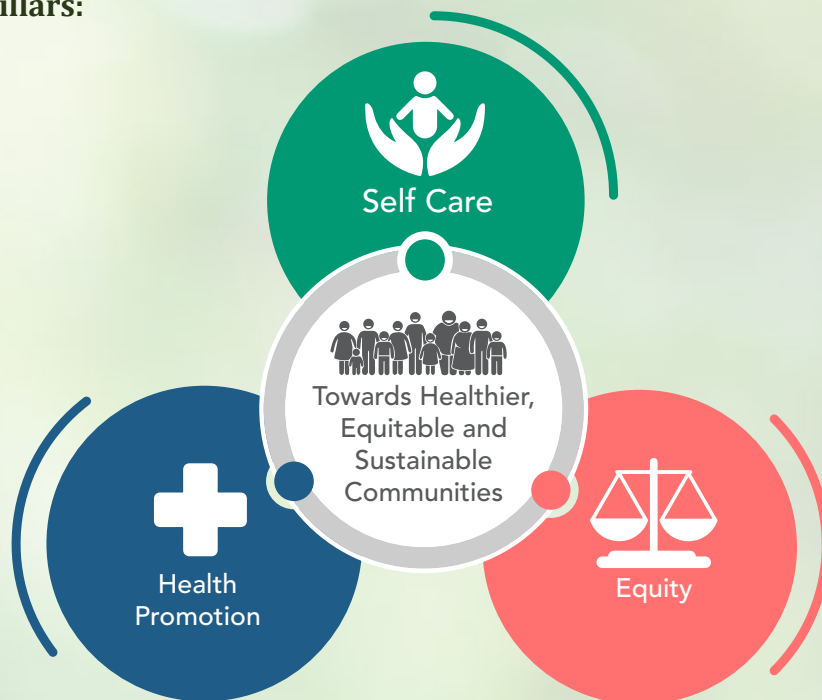 illars:
Self Care
Towards Healthier,
Equitable and
Sustainable
Communities
Health
Promotion
Equity